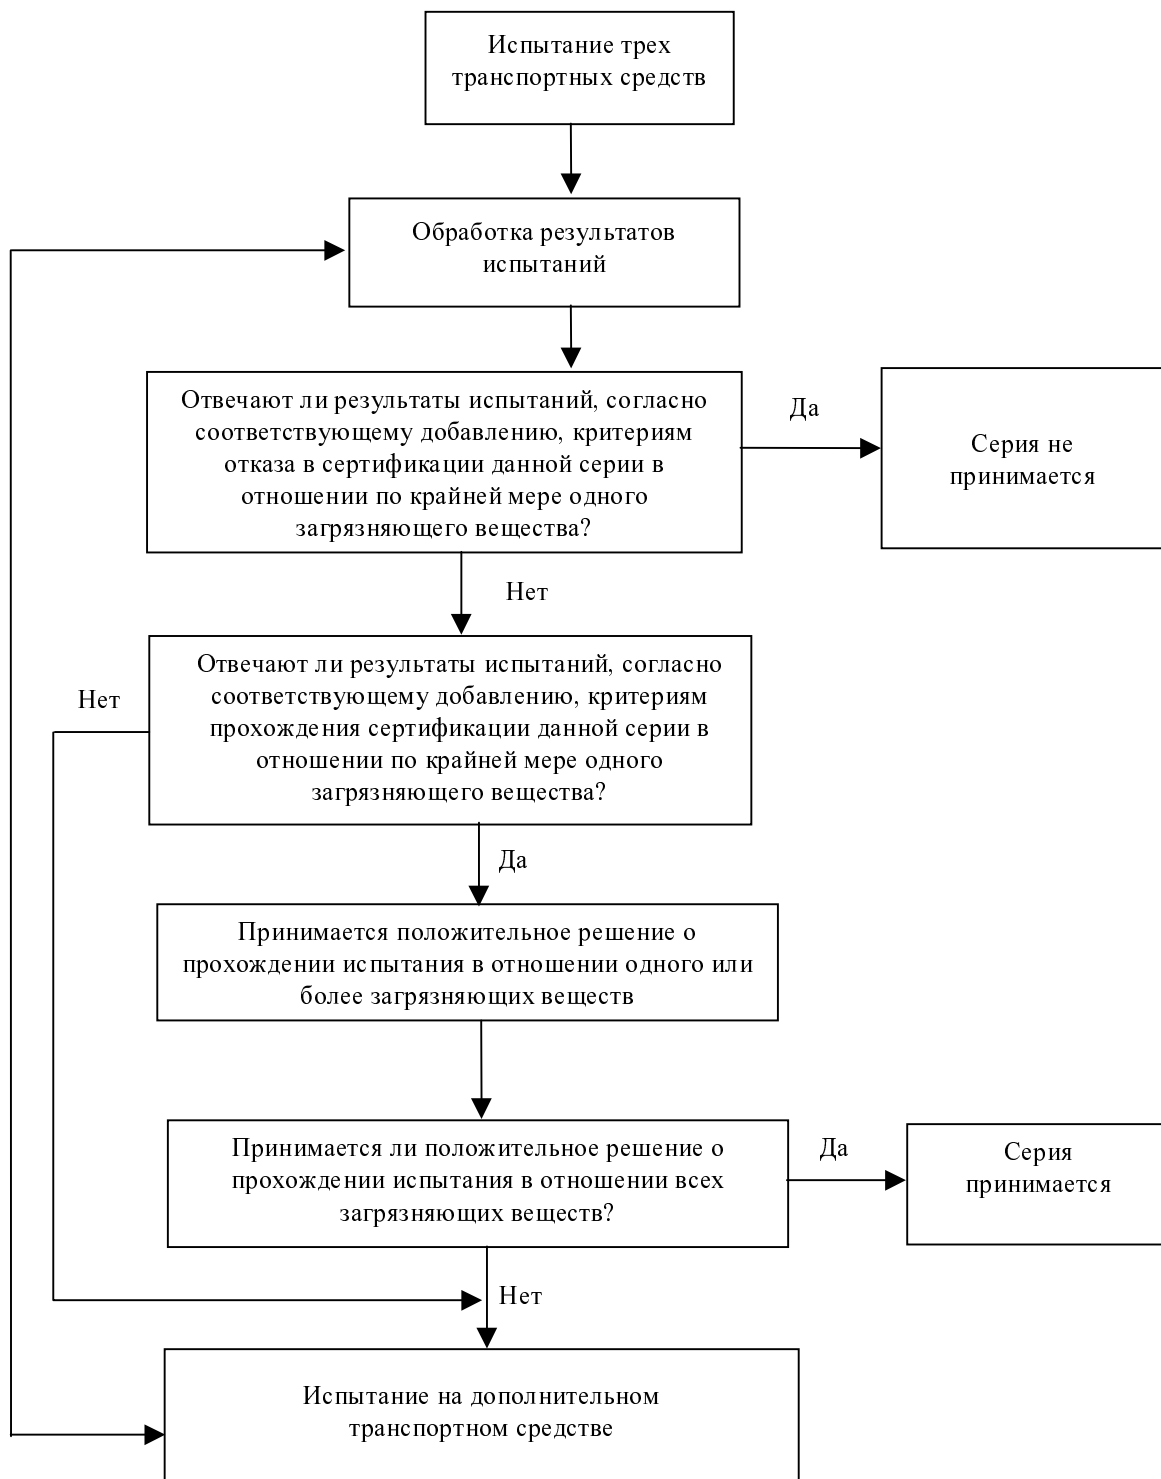 Испытание трех
транспортных средств
Обработка результатов
испытаний
Отвечают ли результаты испытаний, согласно
соответствующему добавлению, критериям
отказа в сертификации данной серии в
отношении по крайней мере одного
загрязняющего вещества?
Да
Серия не
принимается
Нет
Отвечают ли результаты испытаний, согласно
соответствующему добавлению, критериям
прохождения сертификации данной серии в
отношении по крайней мере одного
загрязняющего вещества?
Нет
Да
Принимается положительное решение о
прохождении испытания в отношении одного или
более загрязняющих веществ
Принимается ли положительное решение о
прохождении испытания в отношении всех
загрязняющих веществ?
Да
Серия
принимается
Нет
Испытание на дополнительном
транспортном средстве